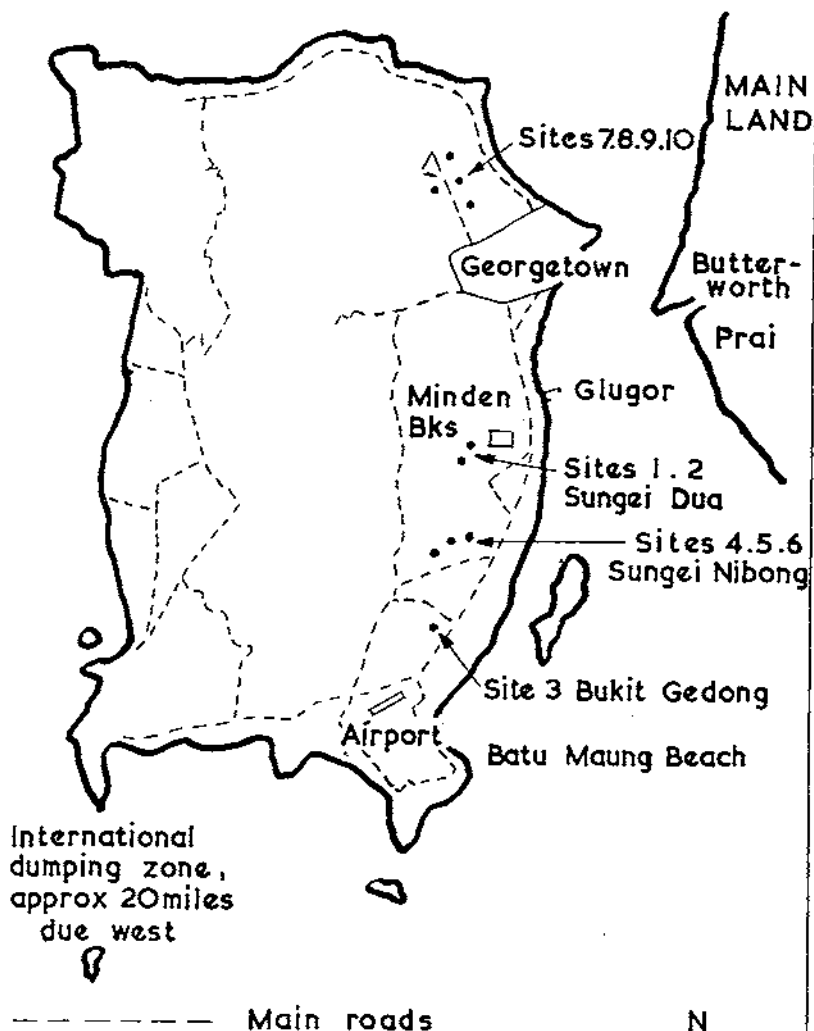 MAIN
LAND
Sites 7.8.9.10
Georgetown
Butter-
worth
Prai
Glugor
Minden
Bks
Sites 1.2
Sungei Dua
Sites 4.5.6
Sungei Nibong
Site 3 Bukit Gedong
Airport
Batu Maung Beach
International
dumping zone,
approx 20miles
due west
Main roads
N